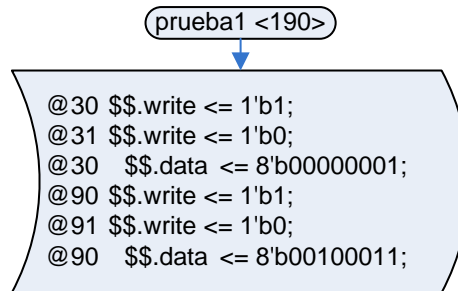 prueba1 <190>
@30 $$.write <= 1'b1;
@31 $$.write <= 1'b0;
@30   $$.data <= 8'b00000001;
@90 $$.write <= 1'b1;
@91 $$.write <= 1'b0;
@90   $$.data <= 8'b00100011;